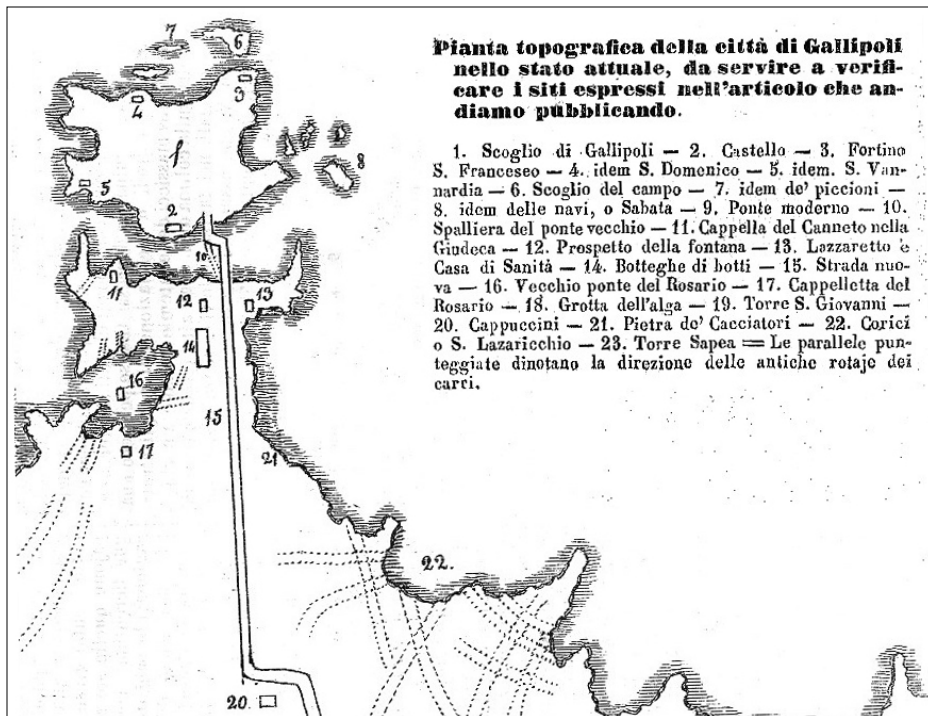 Pianta topografica della città di Gallipoli
nello stato attuale, da servire a verifi-
care i siti espressi nell'articolo che an-
diamo pubblicando.
1. Scoglio di Gallipoli — 2. Castello — 3. Fortino
S. Franceseo — 4. idem S. Domenico — 5. idem. S. Van-
nardia — 6. Scoglio del campo — 7. idem de' piccioni —
8. idem delle navi, o Sabata — 9. Ponte moderno — 10.
Spalliera del ponte vecchio — 11. Cappella del Canneto nella
Giudeca — 12. Prospetto della fontana — 13. Lazzaretto e
Casa di Sanità — 14. Botteghe di botti — 15. Strada nuo-
va — 16. Vecchio ponte del Rosario — 17. Cappelletta del
Rosario — 18. Grotta dell'alga — 19. Torre S. Giovanni —
20. Cappuccini — 21. Pietra de' Cacciatori — 22. Corici
o S. Lazaricchio — 23. Torre Sapea = Le parallele pun-
teggiate dinotano la direzione delle antiche rotaje dei
carri.
7
6
3
4
1
8
5
2
10
11
12
13
14
16
15
17
21
22.
20.